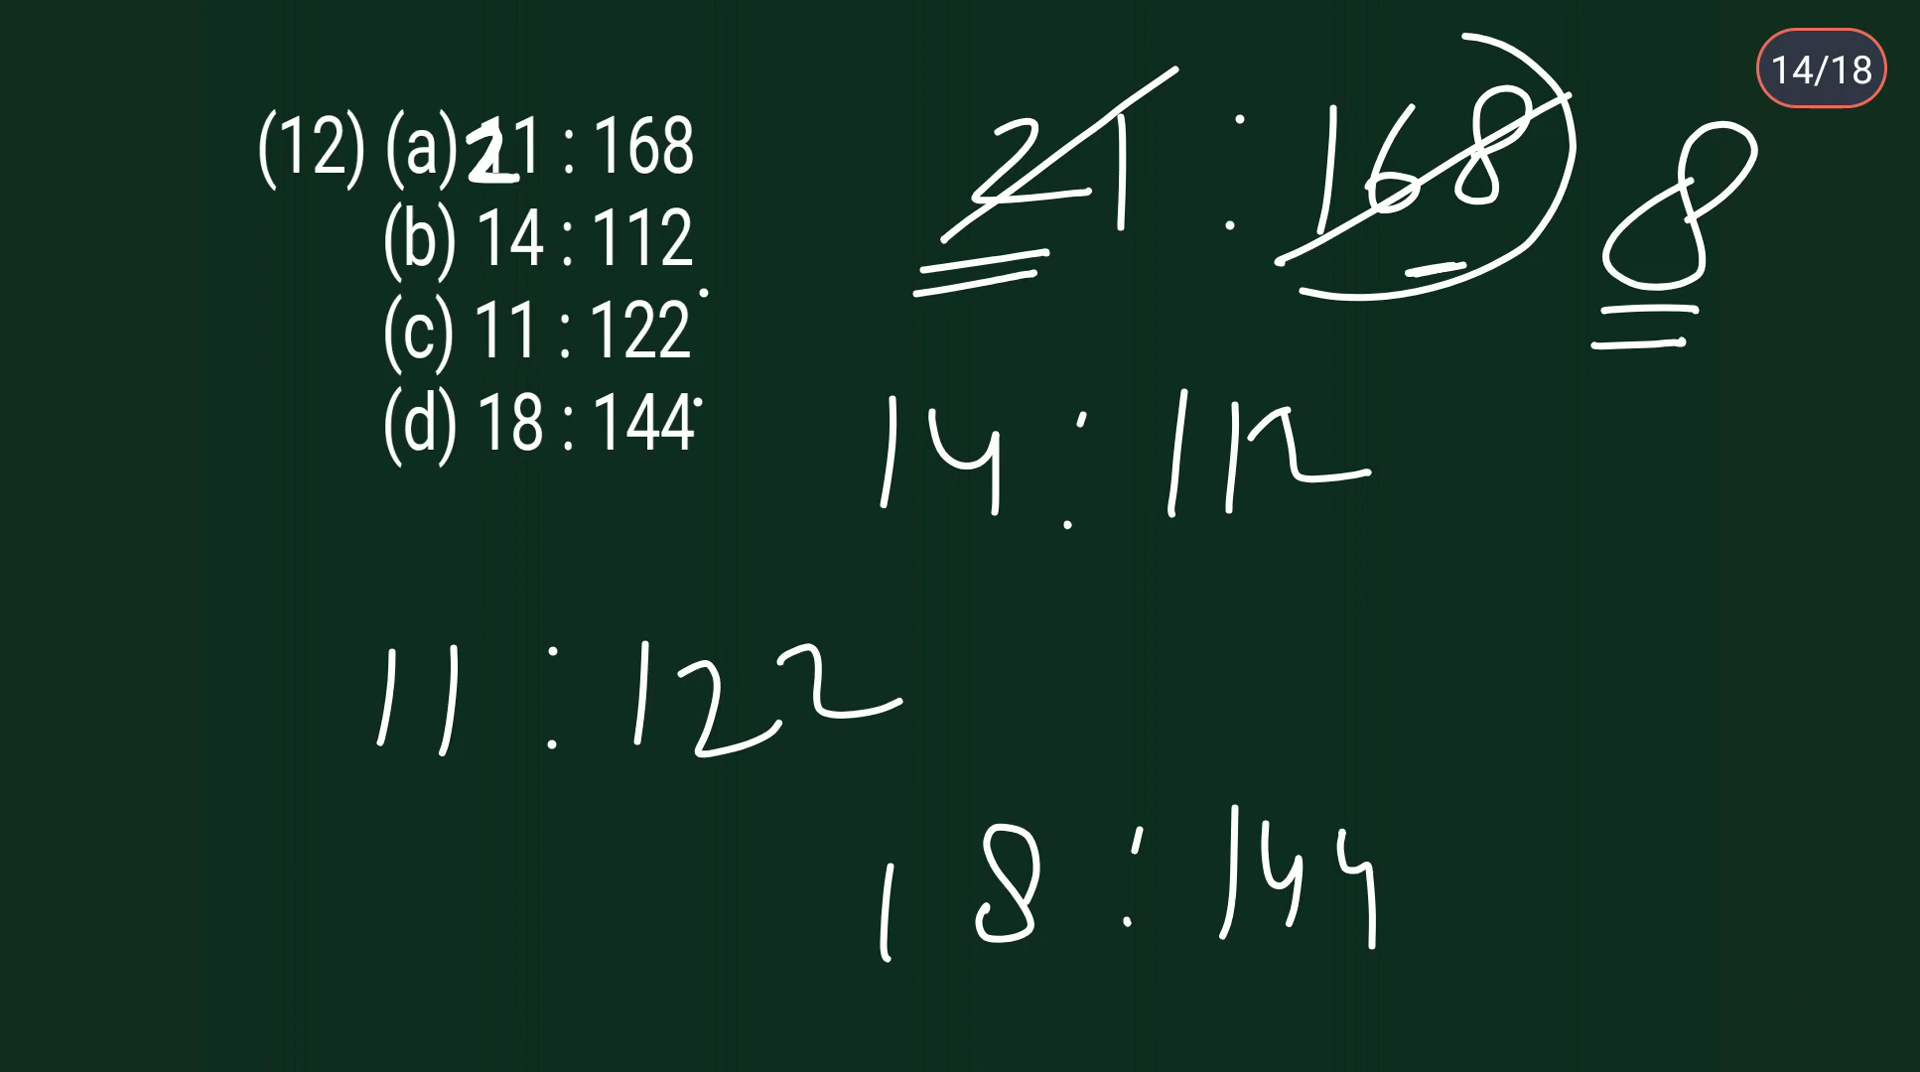 14/18
(12) (a) 21 : 168
(b) 14 : 112
(c) 11 : 122
(d) 18 : 144
21 : 168 8
14 : 112
11 : 122
18 : 144